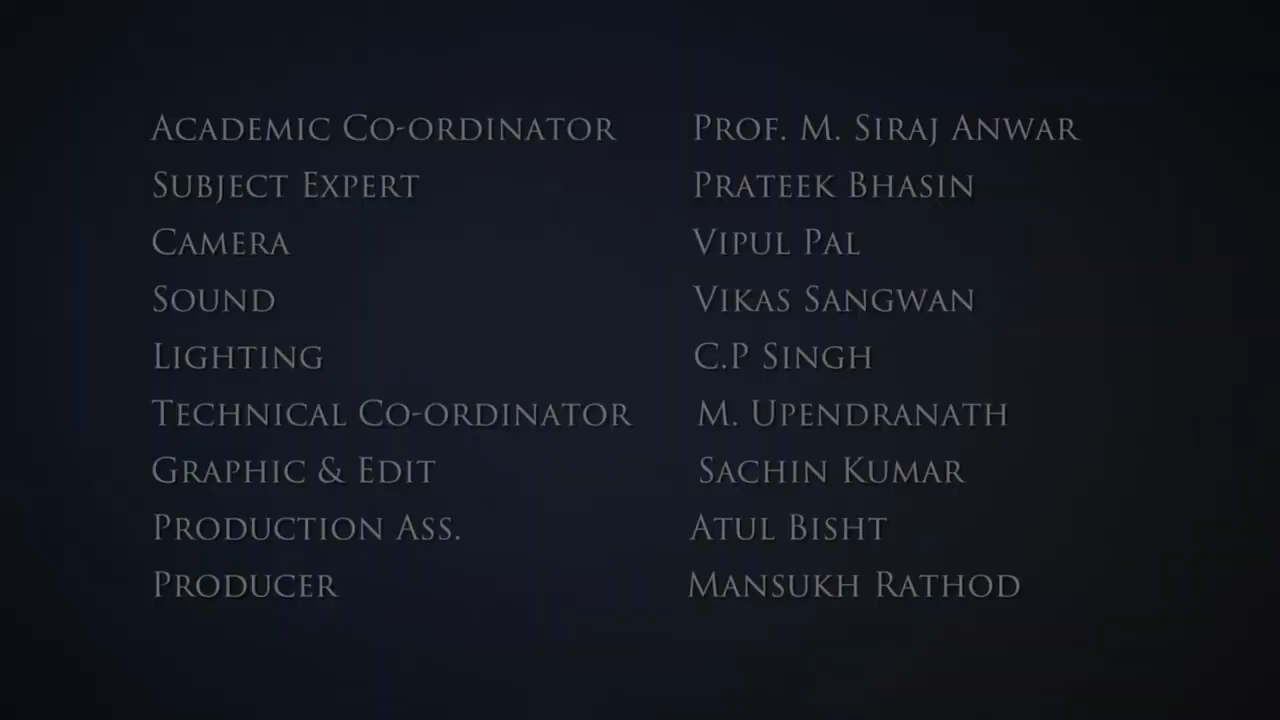 Academic Co-ordinator Prof. M. Siraj Anwar
Subject Expert Prateek Bhasin
Camera Vipul Pal
Sound Vikas Sangwan
Lighting C.P Singh
Technical Co-ordinator M. Upendranath
Graphic & Edit Sachin Kumar
Production Ass. Atul Bisht
Producer Mansukh Rathod